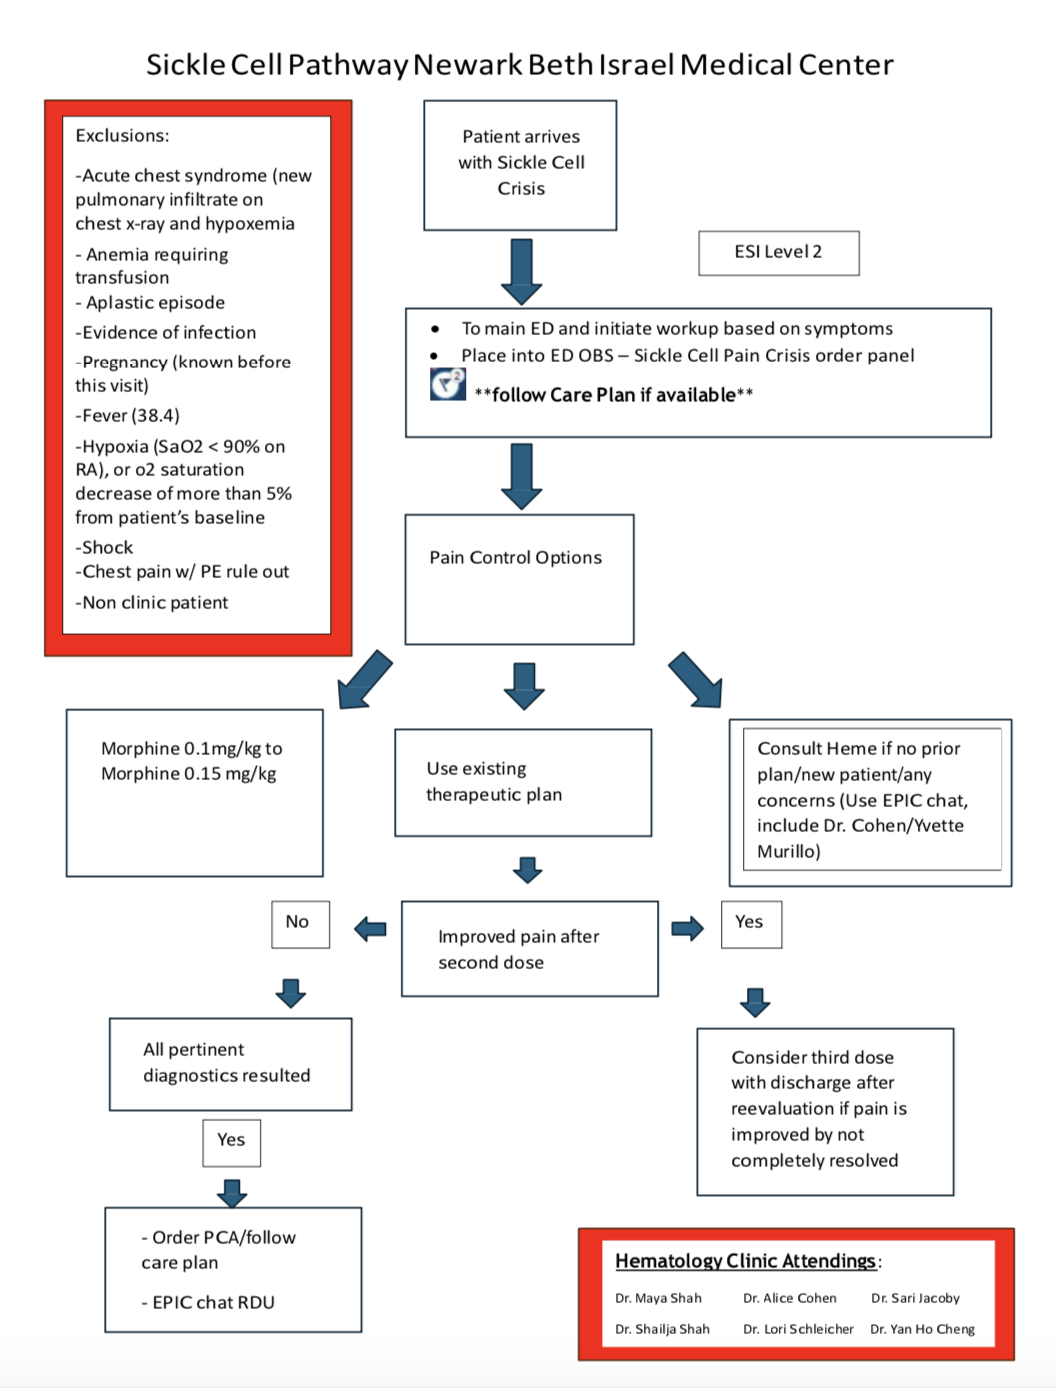 Sickle Cell Pathway Newark Beth Israel Medical Center
Exclusions:
-Acute chest syndrome (new
pulmonary infiltrate on
chest x-ray and hypoxemia
- Anemia requiring
transfusion
- Aplastic episode
-Evidence of infection
-Pregnancy (known before
this visit)
-Fever (38.4)
-Hypoxia (SaO2 < 90% on
RA), or o2 saturation
decrease of more than 5%
from patient's baseline
-Shock
-Chest pain w/ PE rule out
-Non clinic patient
Patient arrives
with Sickle Cell
Crisis
ESI Level 2
• To main ED and initiate workup based on symptoms
• Place into ED OBS – Sickle Cell Pain Crisis order panel
2
**follow Care Plan if available**
Pain Control Options
Morphine 0.1mg/kg to
Morphine 0.15 mg/kg
Use existing
therapeutic plan
Consult Heme if no prior
plan/new patient/any
concerns (Use EPIC chat,
include Dr. Cohen/Yvette
Murillo)
No
Improved pain after
second dose
Yes
All pertinent
diagnostics resulted
Yes
- Order PCA/follow
care plan
- EPIC chat RDU
Consider third dose
with discharge after
reevaluation if pain is
improved by not
completely resolved
Hematology Clinic Attendings:
Dr. Maya Shah Dr. Alice Cohen Dr. Sari Jacoby
Dr. Shailja Shah Dr. Lori Schleicher Dr. Yan Ho Cheng